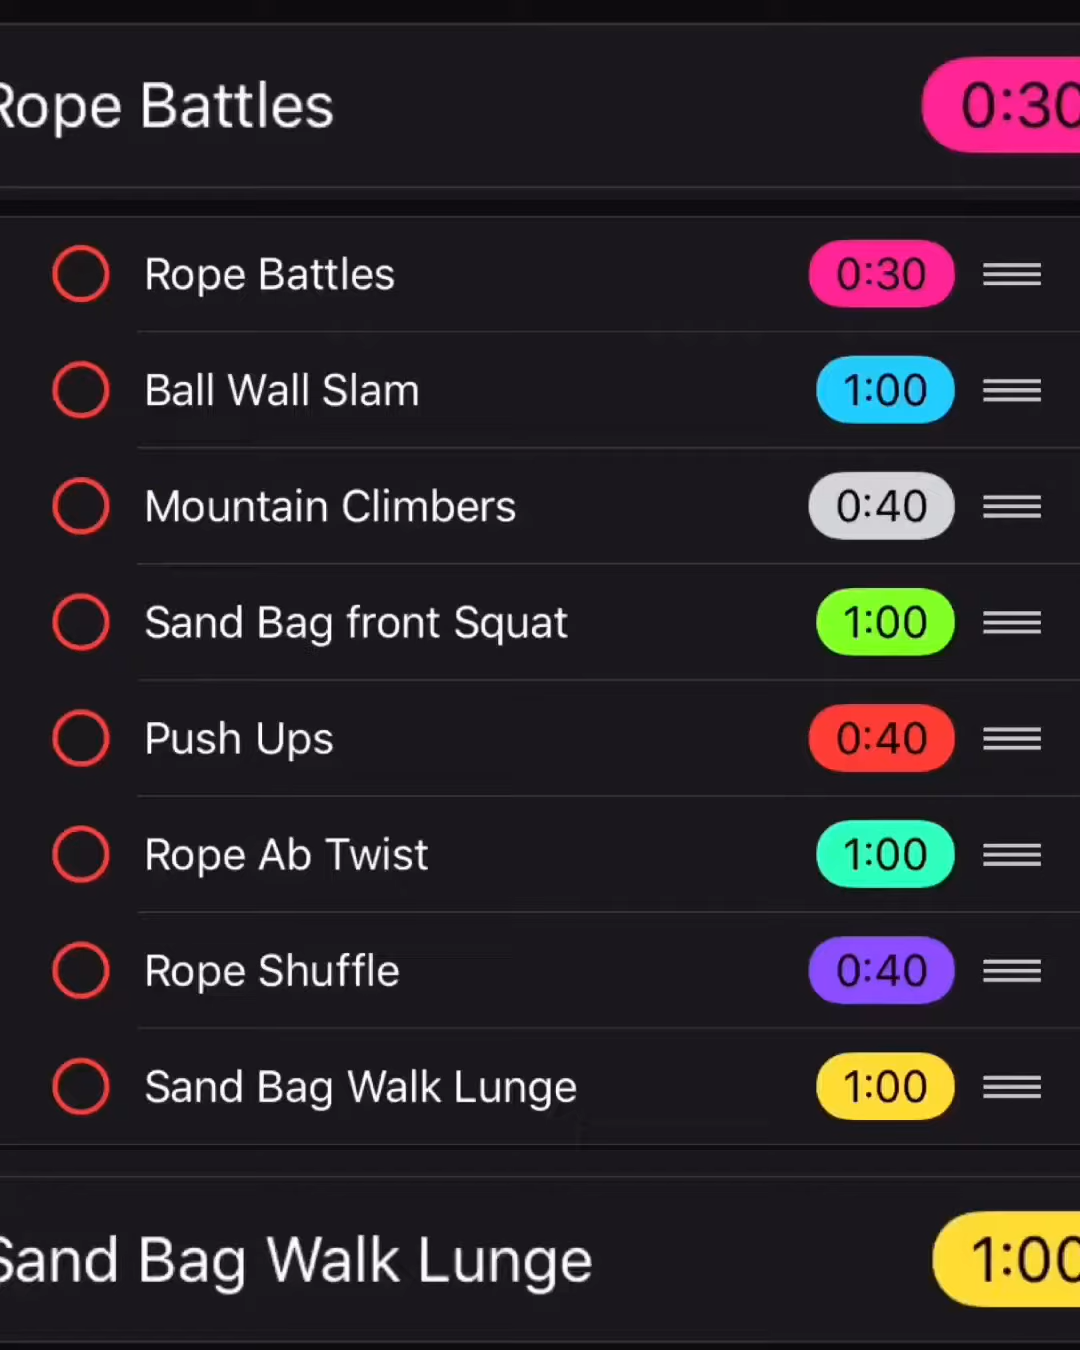 Rope Battles 0:30
Rope Battles 0:30
Ball Wall Slam 1:00
Mountain Climbers 0:40
Sand Bag front Squat 1:00
Push Ups 0:40
Rope Ab Twist 1:00
Rope Shuffle 0:40
Sand Bag Walk Lunge 1:00
Sand Bag Walk Lunge 1:00